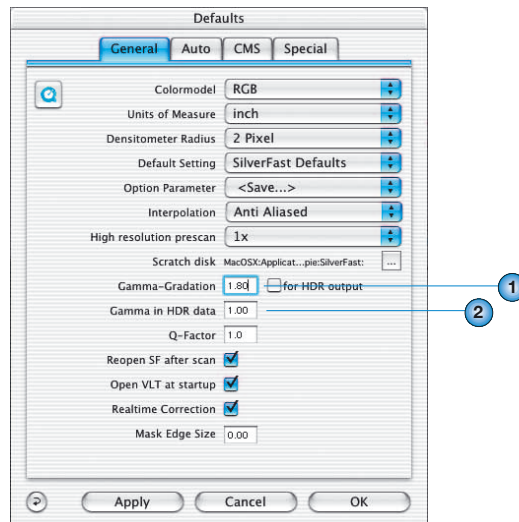 Defaults
General Auto CMS Special
Colormodel RGB
Units of Measure inch
Densitometer Radius 2 Pixel
Default Setting SilverFast Defaults
Option Parameter <Save...>
Interpolation Anti Aliased
High resolution prescan 1x
Scratch disk MacOSX:Applicat...pie:SilverFast: ...
Gamma-Gradation 1.80 for HDR output 1
Gamma in HDR data 1.00 2
Q-Factor 1.0
Reopen SF after scan
Open VLT at startup
Realtime Correction
Mask Edge Size 0.00
Apply Cancel OK